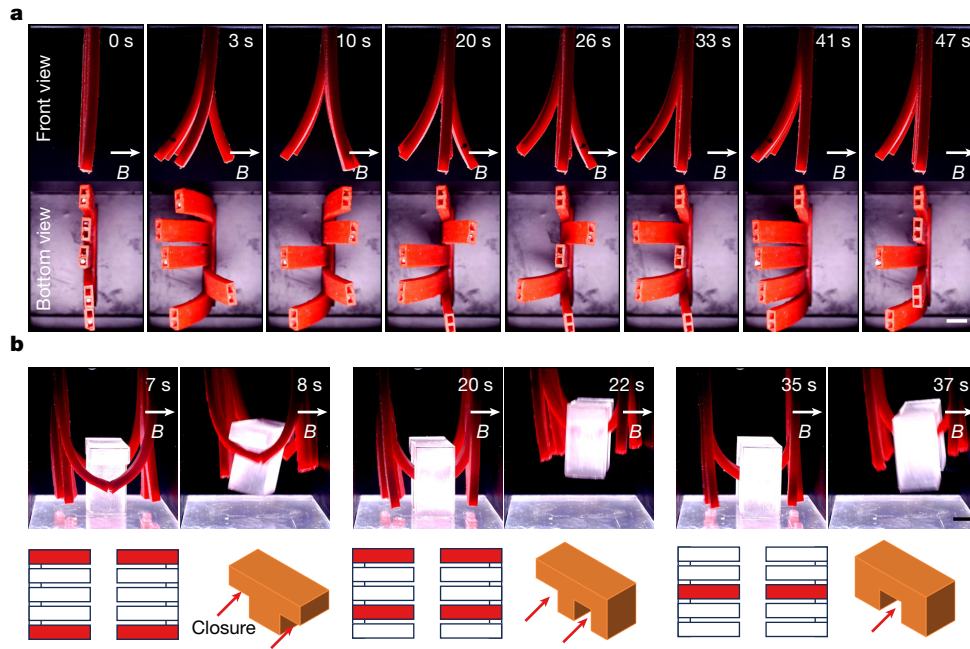 a
0 s
3 s
10 s
20 s
26 s
33 s
41 s
47 s
Front view
B
B
B
B
B
B
B
Bottom view
b
7 s
8 s
20 s
22 s
35 s
37 s
B
B
B
B
B
B
Closure